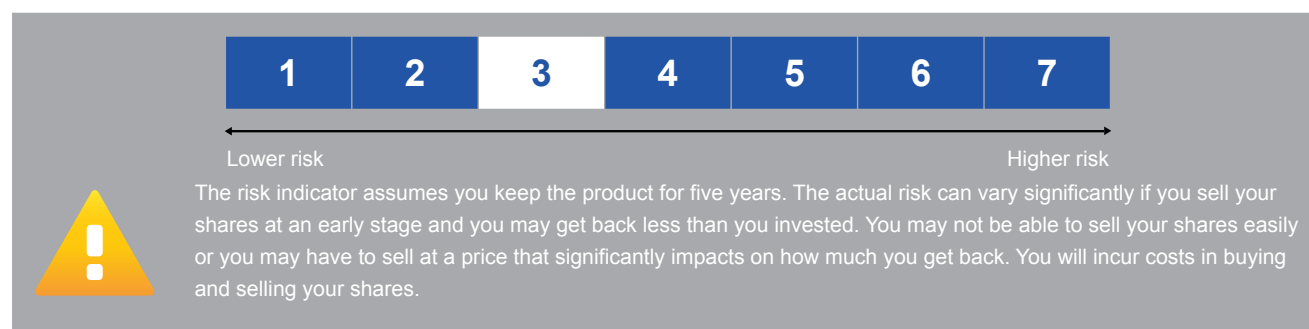 1 2 3 4 5 6 7
Lower risk Higher risk
The risk indicator assumes you keep the product for five years. The actual risk can vary significantly if you sell your
shares at an early stage and you may get back less than you invested. You may not be able to sell your shares easily
or you may have to sell at a price that significantly impacts on how much you get back. You will incur costs in buying
and selling your shares.